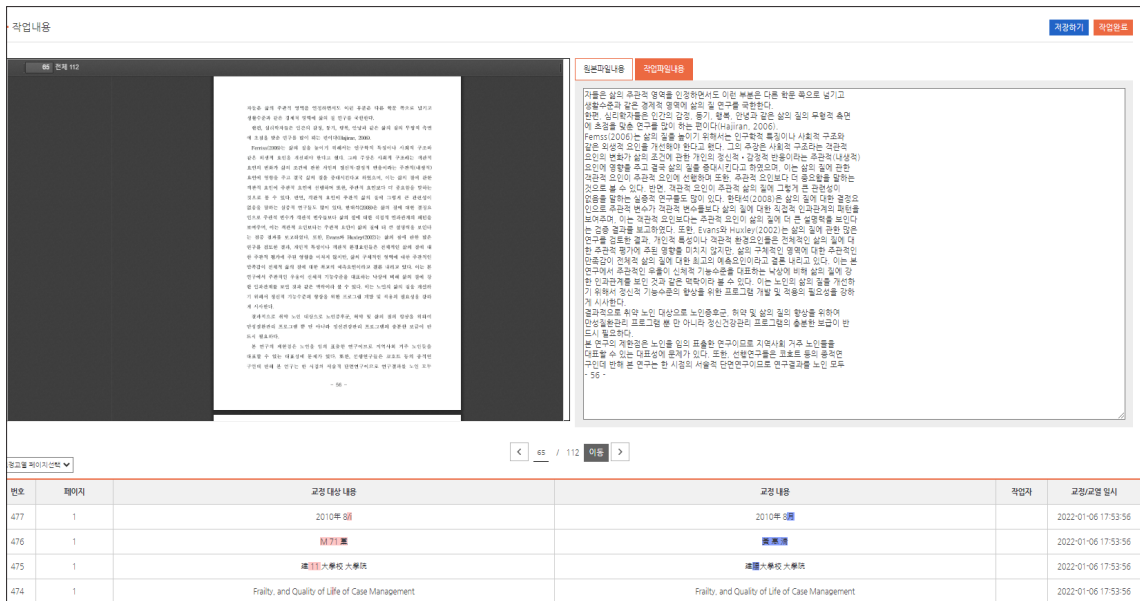 작업내용
저장하기 작업완료
65 전체 112
원본파일내용 작업파일내용
자들은 삶의 주관적 영역을 인정하면서도 이런 부분은 다른 학문 쪽으로 넘기고
생활수준과 같은 경제적 영역에 삶의 질 연구를 국한한다.
한편, 심리학자들은 인간의 감정, 동기, 행복, 안녕과 같은 삶의 질의 무형적 측면
에 초점을 맞춘 연구를 많이 하는 편이다(Hajiran, 2006).
Femss(2006)는 삶의 질을 높이기 위해서는 인구학적 특징이나 사회적 구조와
같은 외생적 요인을 개선해야 한다고 했다. 그의 주장은 사회적 구조라는 객관적
요인의 변화가 삶의 조건에 관한 개인의 정신적·감정적 반응이라는 주관적(내생적)
요인에 영향를 주고 결국 삶의 질를 증대시킨다고 하였으며, 이는 삶의 질에 관한
객관적 요인이 주관적 요인에 선행하며 또한, 주관적 요인보다 더 중요함을 말하는
것으로 볼 수 있다. 반면, 객관적 요인이 주관적 삶의 질에 그렇게 큰 관련성이
없음을 말하는 실증적 연구들도 많이 있다. 한태석(2008)은 삶의 질에 대한 결정요
인으로 주관적 변수가 객관적 변수들보다 삶의 질에 대한 직접적 인과관계의 패턴을
보여주며, 이는 객관적 요인보다는 주관적 요인이 삶의 질에 더 큰 설명력를 보인다
는 검증 결과를 보고하였다. 또한, Evans와 Huxley(2002)는 삶의 질에 관한 많은
연구를 검토한 결과, 개인적 특성이나 객관적 환경요인들은 전체적인 삶의 질에 대
한 주관적 평가에 주된 영향를 미치지 않지만, 삶의 구체적인 영역에 대한 주관적인
만족감이 전체적 삶의 질에 대한 최고의 예측요인이라고 결론 내리고 있다. 이는 본
연구에서 주관적인 우울이 신체적 기능수준를 대표하는 낙상에 비해 삶의 질에 강
한 인과관계를 보인 것과 같은 맥락이라 볼 수 있다. 이는 노인의 삶의 질을 개선하
기 위해서 정신적 기능수준의 향상을 위한 프로그램 개발 및 적용의 필요성을 강하
게 시사한다.
결과적으로 취약 노인 대상으로 노인증후군, 허약 및 삶의 질의 향상을 위하여
만성질환관리 프로그램 뿐 만 아니라 정신건강관리 프로그램의 충분한 보급이 반
드시 필요하다.
본 연구의 제한점은 노인을 임의 표출한 연구이므로 지역사회 거주 노인들을
대표할 수 있는 대표성에 문제가 있다. 또한, 선행연구들은 코호트 등의 종적연
구인데 반해 본 연구는 한 시점의 서술적 단면연구이므로 연구결과를 노인 모두
- 56 -
< 65 / 112 이동 >
페이지선택
번호 페이지 교정 대상 내용 교정 내용 작업자 교정/교열 일시
477 1 2010年 8 2010年 8月 2022-01-06 17:53:56
476 1 M 71 2022-01-06 17:53:56
475 1 建 11 大學校 大學院 建國大學校 大學院 2022-01-06 17:53:56
474 1 Frailty, and Quality of Lilfe of Case Management Frailty, and Quality of Life of Case Management 2022-01-06 17:53:56